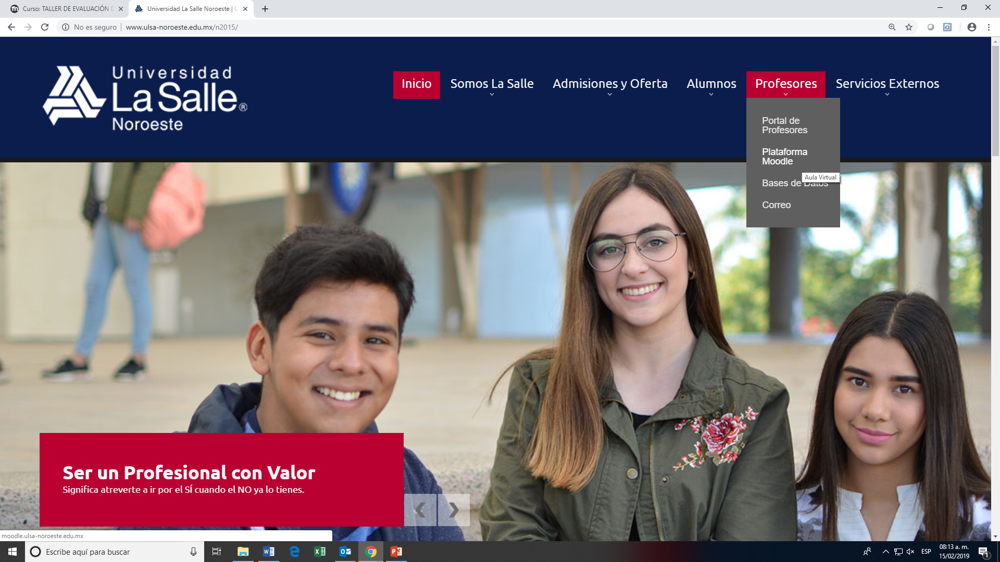 Curso: TALLER DE EVALUACIÓN D
Universidad La Salle Noroeste | U
No es seguro
www.ulsa-noroeste.edu.mx/n2015/
Universidad
La Salle®
Noroeste
Inicio
Somos La Salle
Admisiones y Oferta
Alumnos
Profesores
Servicios Externos
Portal de
Profesores
Plataforma
Moodle
Aula Virtual
Bases de Datos
Correo
Ser un Profesional con Valor
Significa atreverte a ir por el SÍ cuando el NO ya lo tienes.
moodle.ulsa-noroeste.edu.mx
Escribe aquí para buscar
ESP
08:13 a. m.
15/02/2019
1